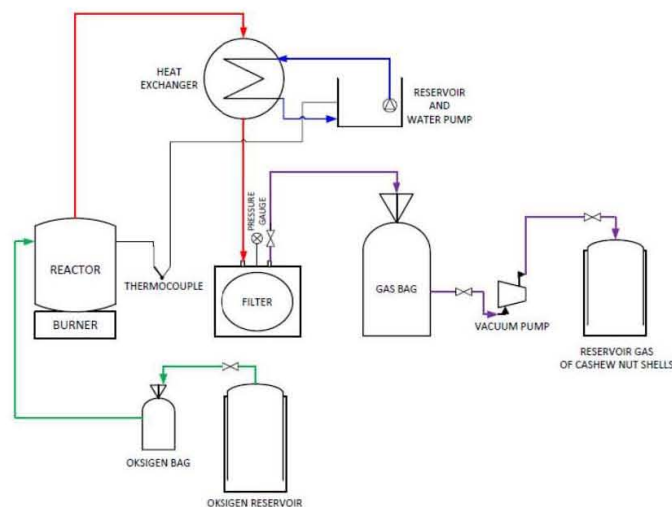 HEAT
EXCHANGER
RESERVOIR
AND
WATER PUMP
PRESSURE
GAUGE
REACTOR
THERMOCOUPLE
FILTER
GAS BAG
BURNER
VACUUM PUMP
RESERVOIR GAS
OF CASHEW NUT SHELLS
OKSIGEN BAG
OKSIGEN RESERVOIR